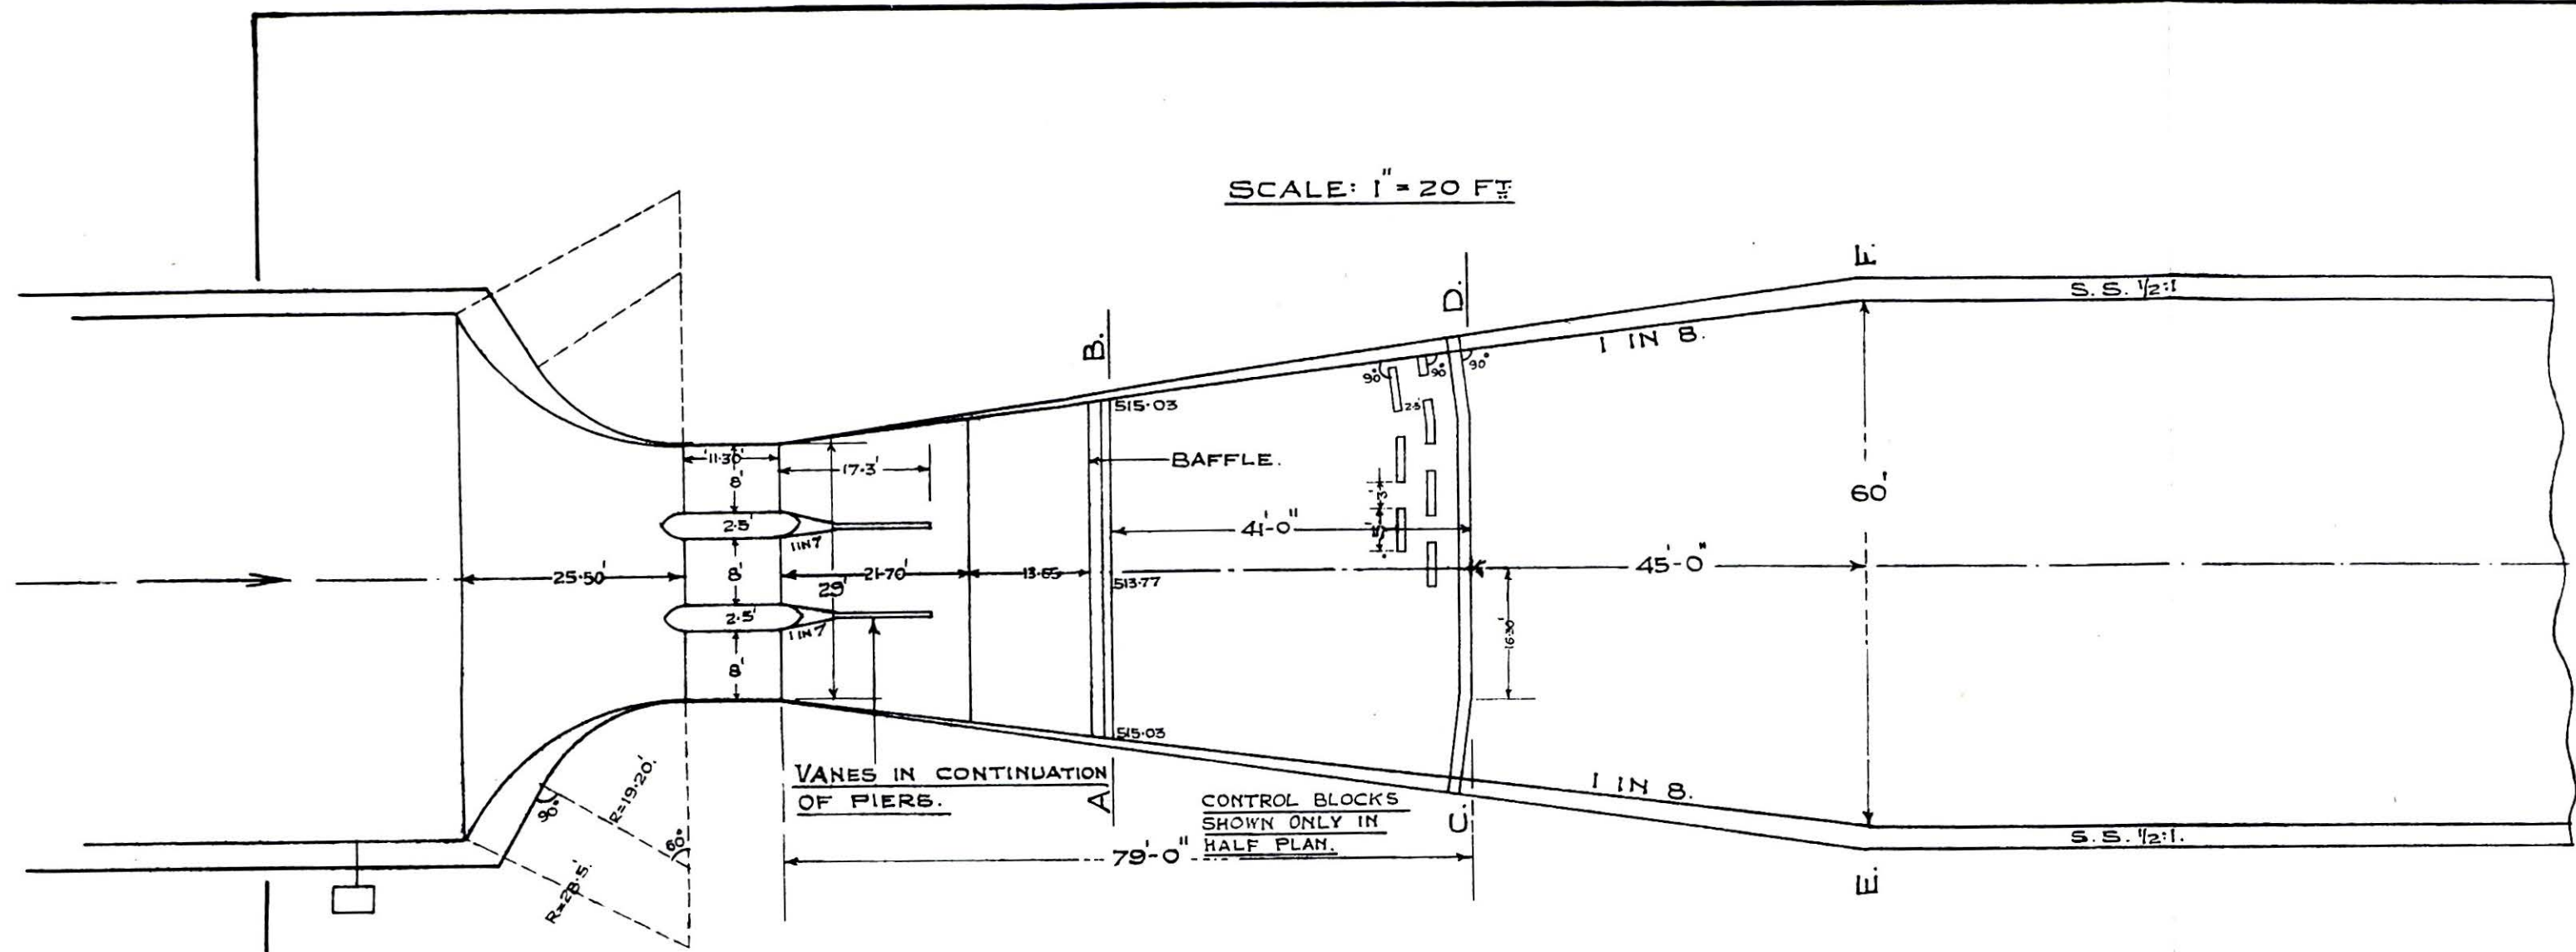 SCALE: 1" = 20 FT.
F.
S. S. 1/2:1
D.
1 IN 8.
B.
90°
90°
90°
2.5'
515.03
11.30'
17.3'
BAFFLE.
8'
60'
3'
2.5'
41'-0"
5'
1 IN 7
25.50'
8'
21.70'
13.65
513.77
45'-0"
29'
2.5'
1 IN 7
16.30'
8'
515.03
VANES IN CONTINUATION
OF PIERS.
A.
R=19.20'
90°
60°
R=28.5'
CONTROL BLOCKS
SHOWN ONLY IN
HALF PLAN.
C.
1 IN 8.
S. S. 1/2:1.
79'-0"
E.